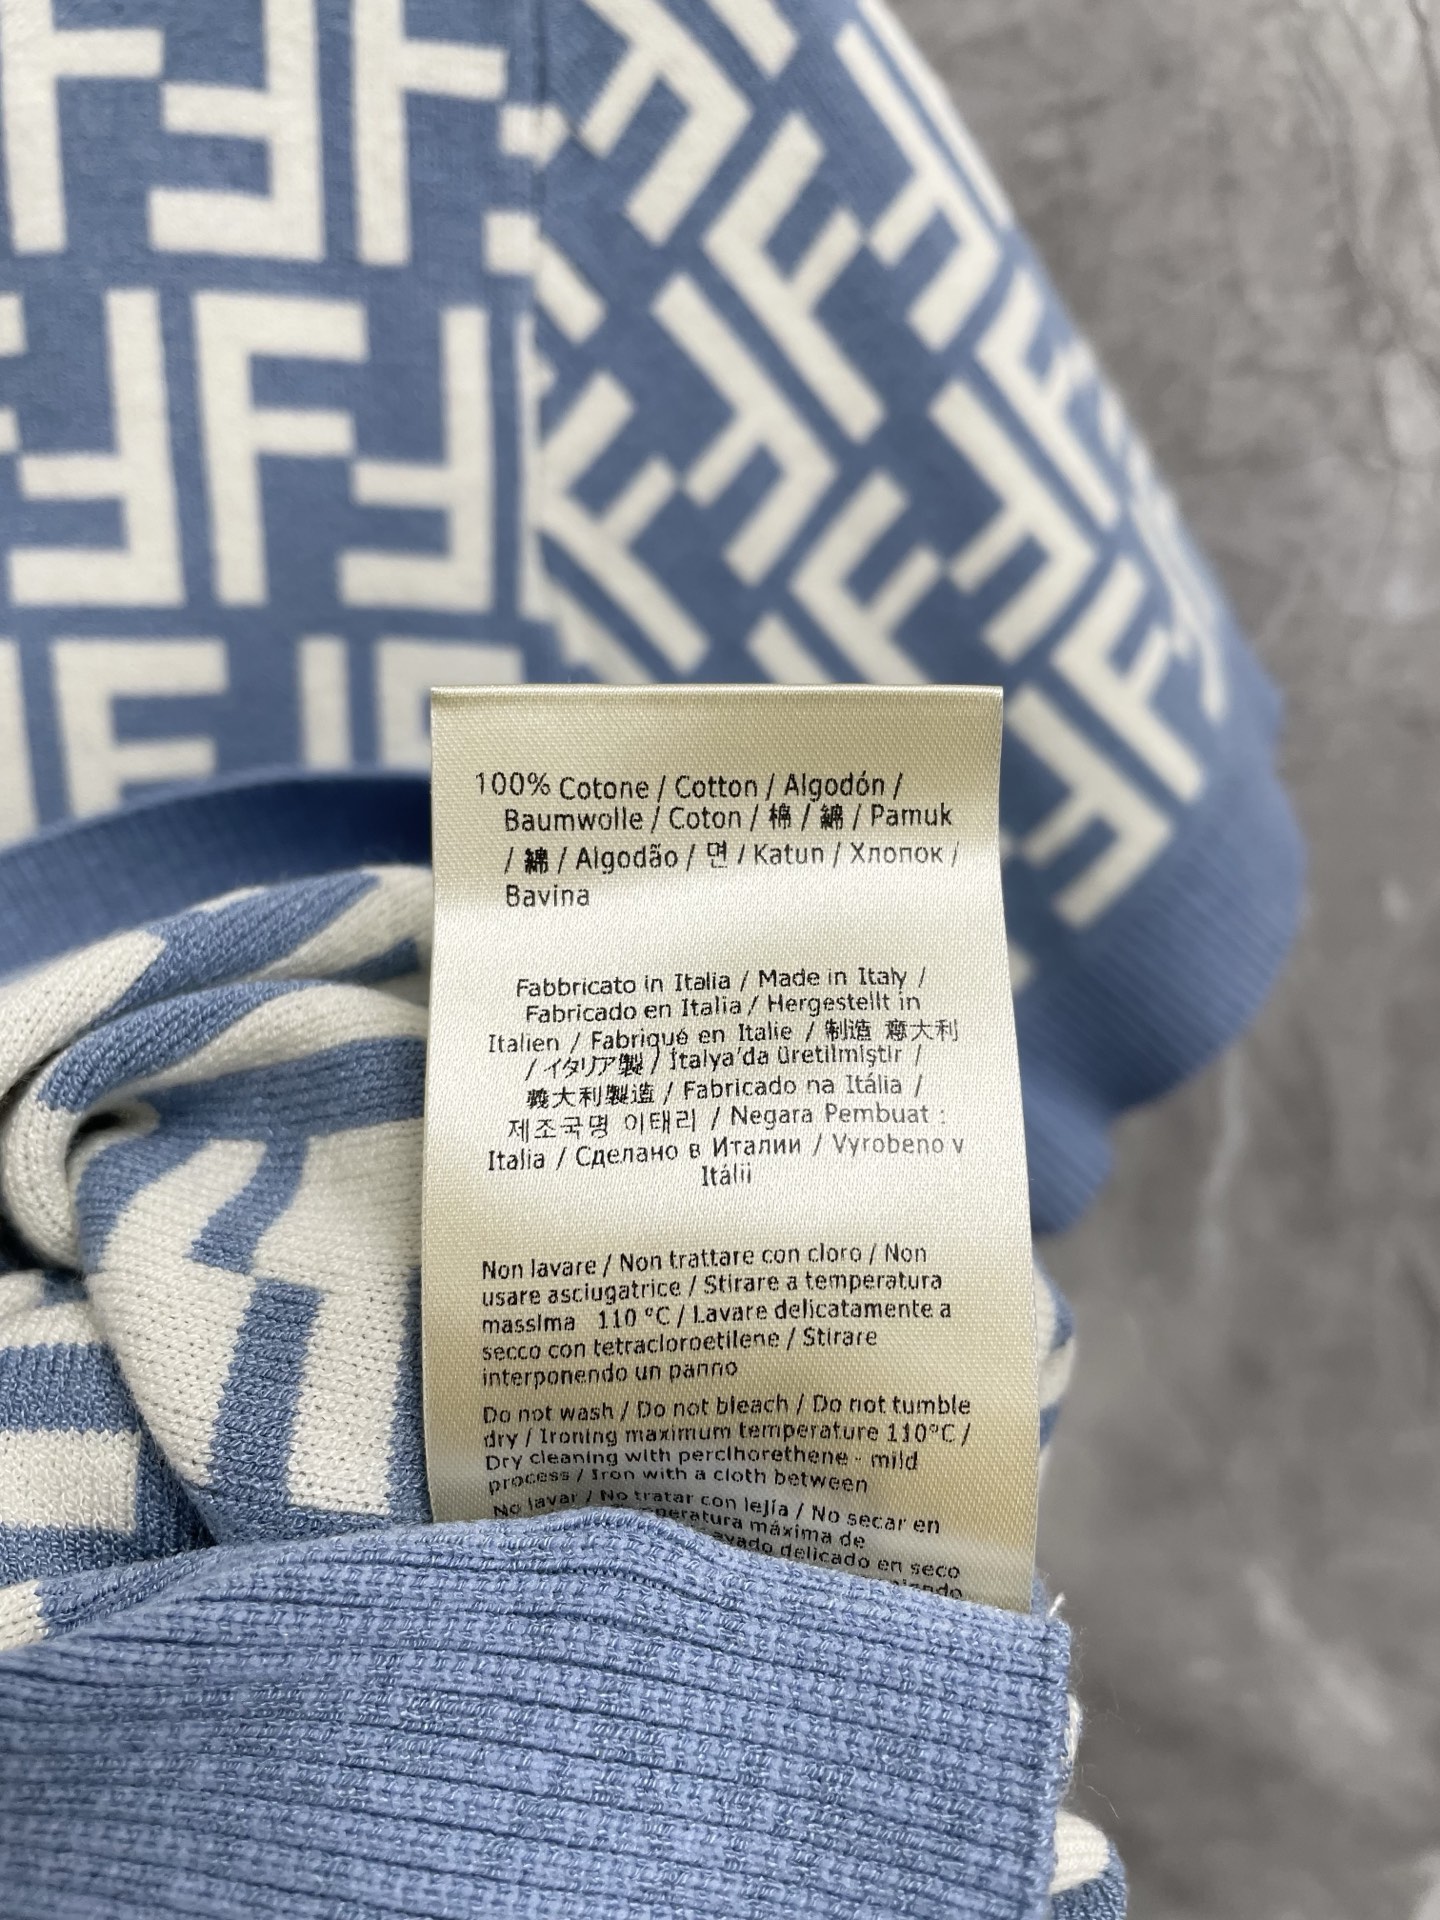 100% Cotone / Cotton / Algodón /
Baumwolle / Coton / 棉 / 綿 / Pamuk
/ 綿 / Algodão / 면 / Katun / Хлопок /
Bavina
Fabbricato in Italia / Made in Italy /
Fabricado en Italia / Hergestellt in
Italien / Fabriqué en Italie / 制造 意大利
/ イタリア製 / İtalya'da üretilmiştir /
義大利製造 / Fabricado na Itália /
제조국명 이태리 / Negara Pembuat :
Italia / Сделано в Италии / Vyrobeno v
Itálii
Non lavare / Non trattare con cloro / Non
usare asciugatrice / Stirare a temperatura
massima 110 °C / Lavare delicatamente a
secco con tetracloroetilene / Stirare
interponendo un panno
Do not wash / Do not bleach / Do not tumble
dry / Ironing maximum temperature 110°C /
Dry cleaning with perclhorethene - mild
process / Iron with a cloth between
No lavar / No tratar con lejía / No secar en
máxima de
delicado en seco